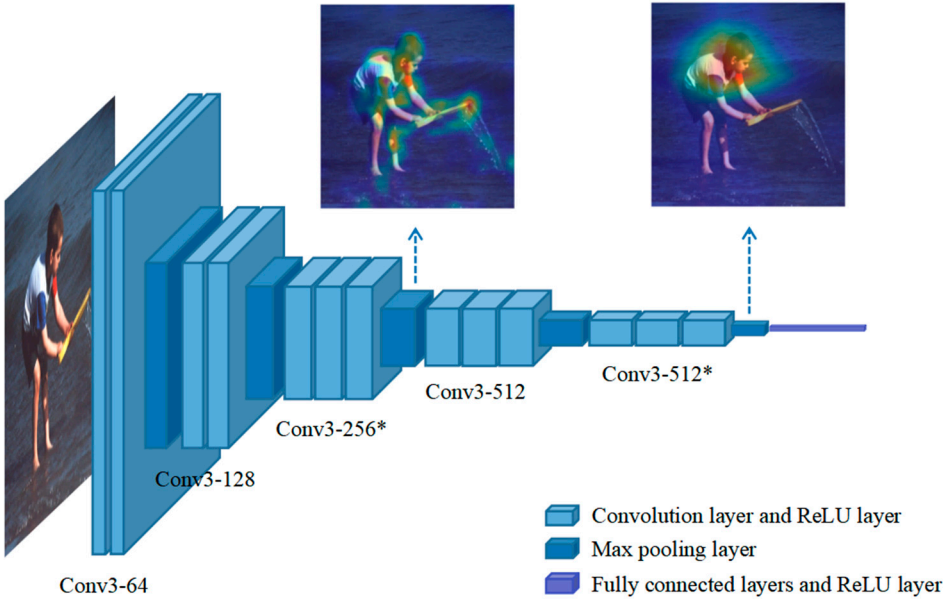 Conv3-512*
Conv3-512
Conv3-256*
Conv3-128
Conv3-64
Convolution layer and ReLU layer
Max pooling layer
Fully connected layers and ReLU layer